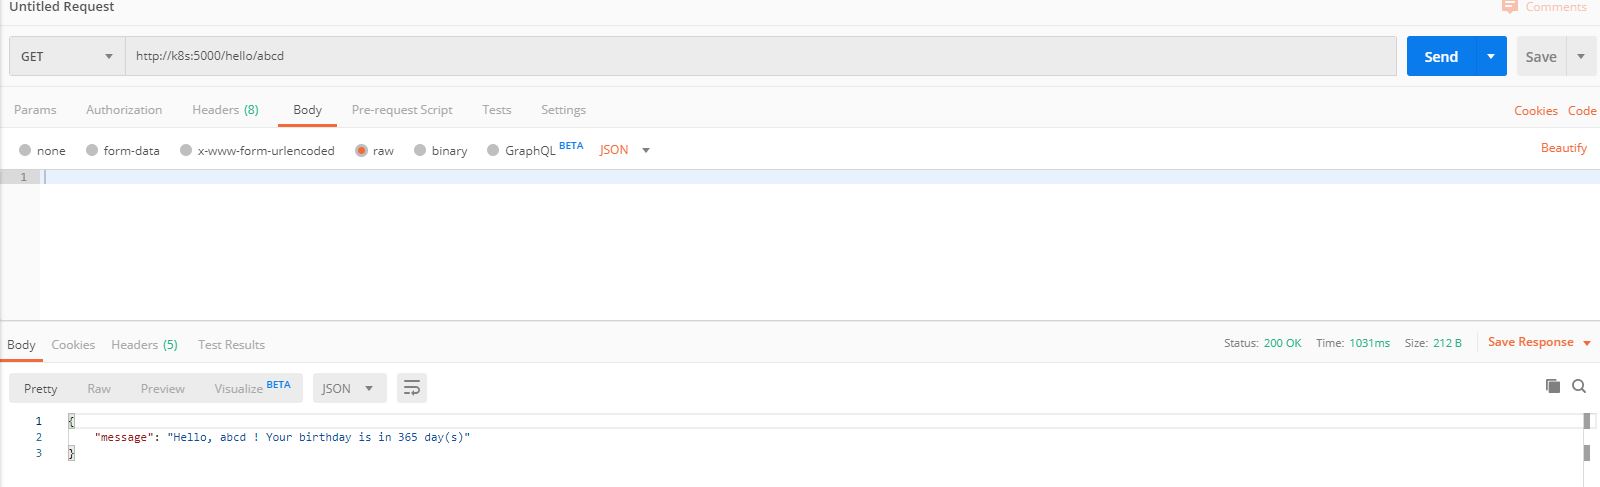 Untitled Request Comments
GET http://k8s:5000/hello/abcd Send Save
Params Authorization Headers (8) Body Pre-request Script Tests Settings Cookies Code
none form-data x-www-form-urlencoded raw binary GraphQL BETA JSON Beautify
1
Body Cookies Headers (5) Test Results Status: 200 OK Time: 1031ms Size: 212 B Save Response
Pretty Raw Preview Visualize BETA JSON
1 {
2 "message": "Hello, abcd ! Your birthday is in 365 day(s)"
3 }